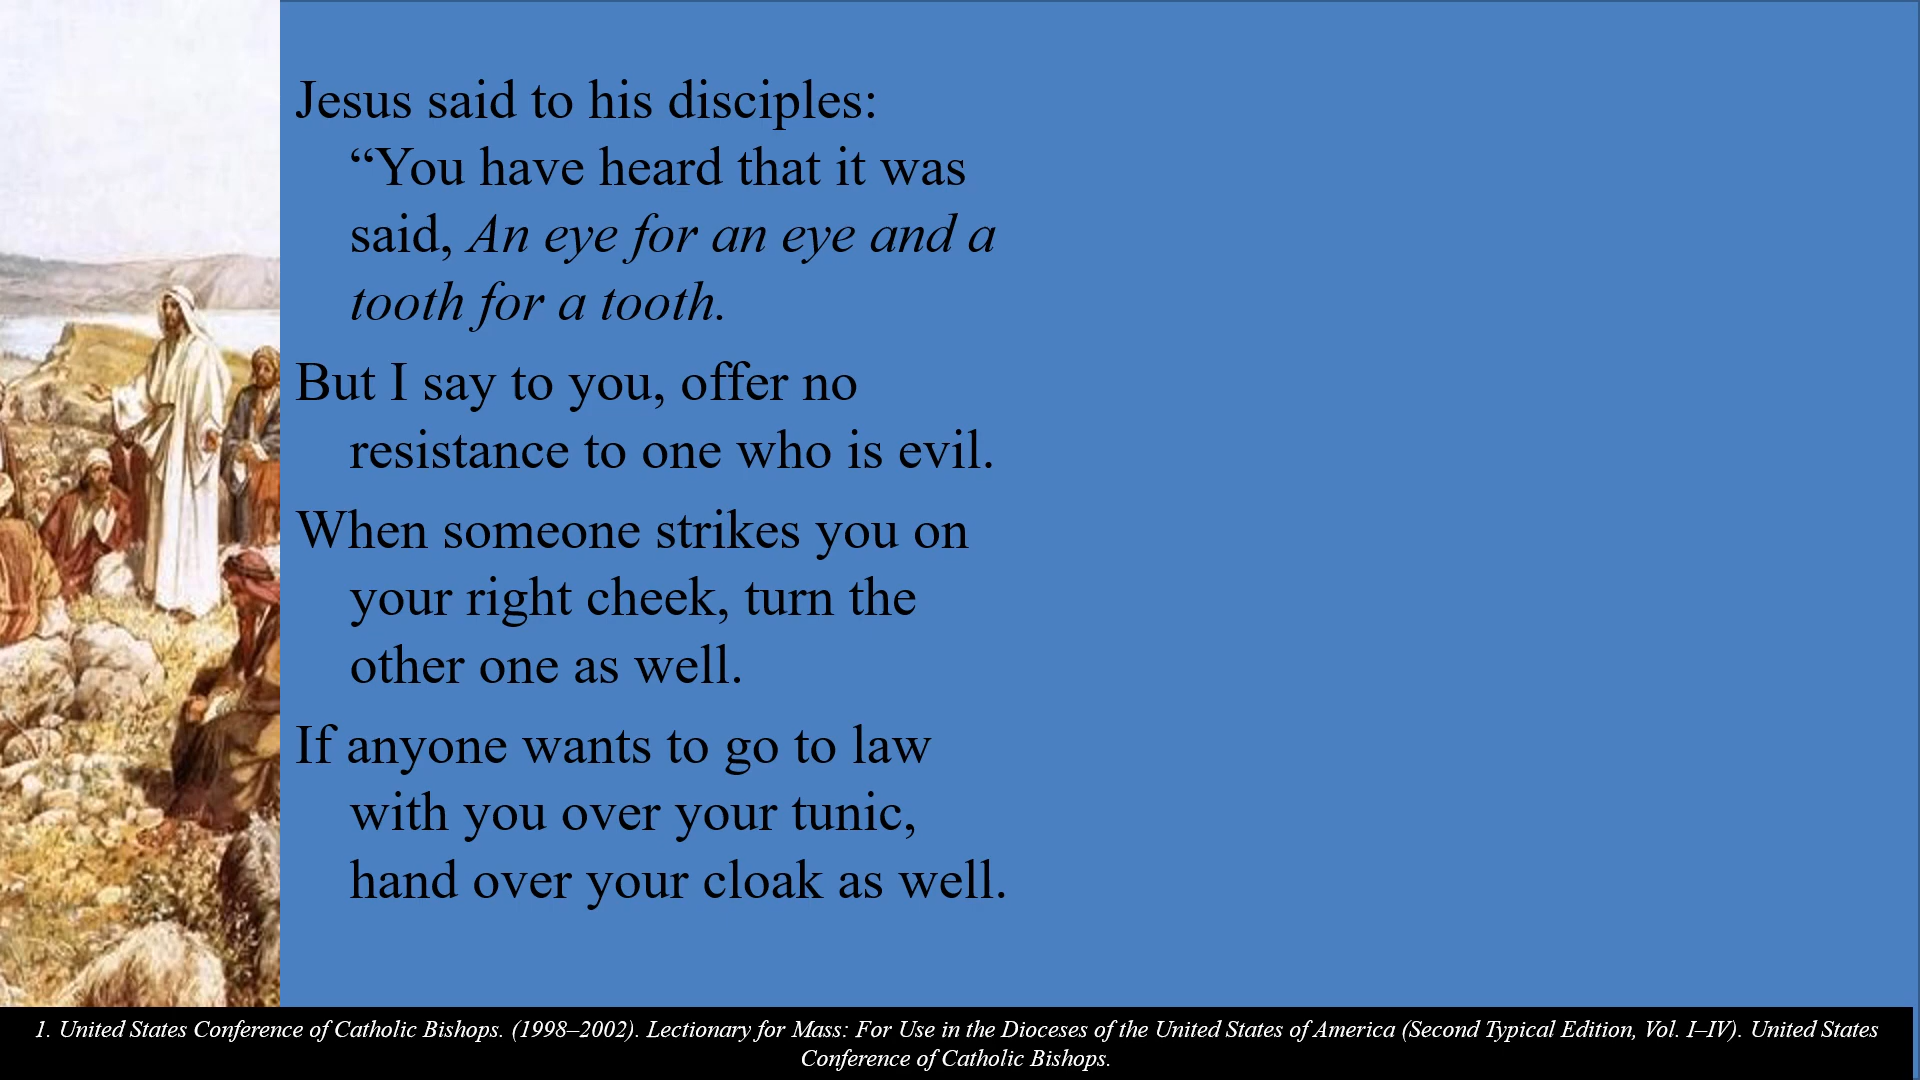 Jesus said to his disciples:
“You have heard that it was
said, An eye for an eye and a
tooth for a tooth.
But I say to you, offer no
resistance to one who is evil.
When someone strikes you on
your right cheek, turn the
other one as well.
If anyone wants to go to law
with you over your tunic,
hand over your cloak as well.
1. United States Conference of Catholic Bishops. (1998–2002). Lectionary for Mass: For Use in the Dioceses of the United States of America (Second Typical Edition, Vol. I–IV). United States
Conference of Catholic Bishops.